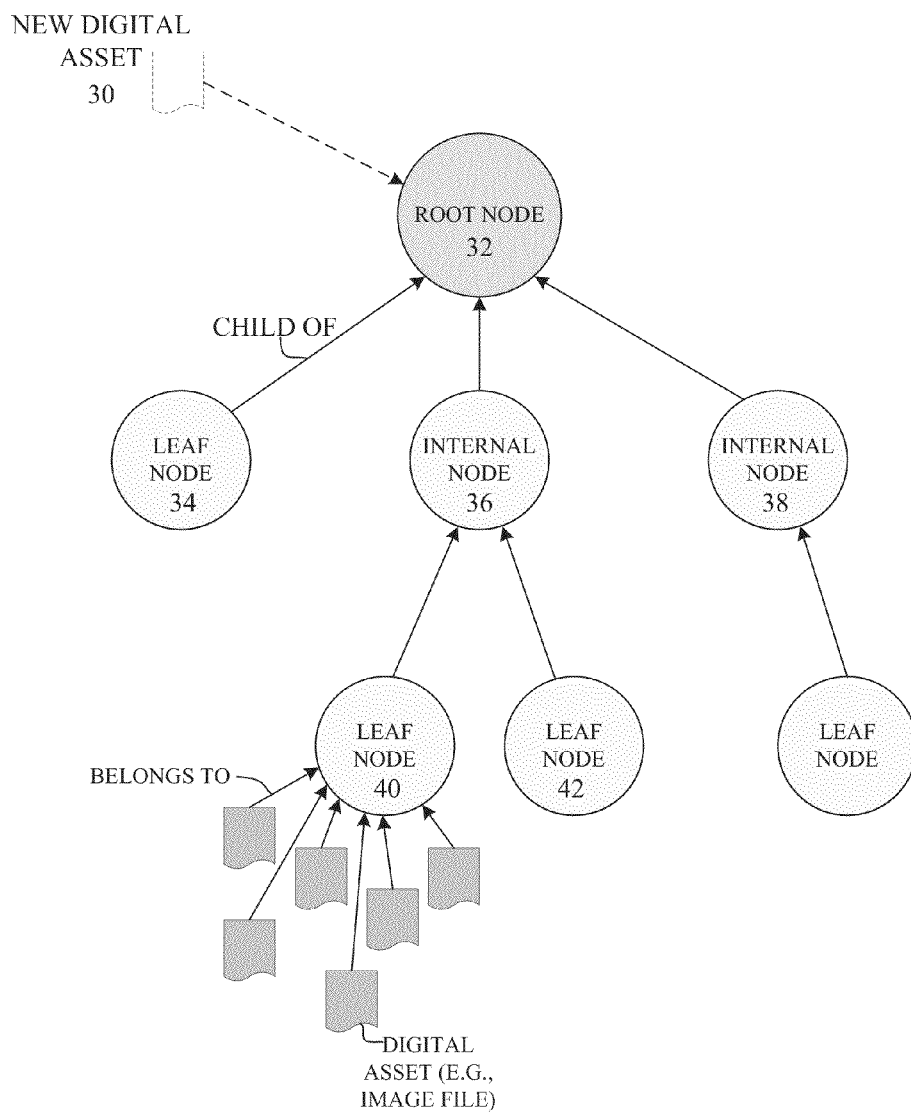 NEW DIGITAL
ASSET
30
ROOT NODE
32
CHILD OF
LEAF
NODE
34
INTERNAL
NODE
36
INTERNAL
NODE
38
LEAF
NODE
40
LEAF
NODE
42
LEAF
NODE
BELONGS TO
DIGITAL
ASSET (E.G.,
IMAGE FILE)